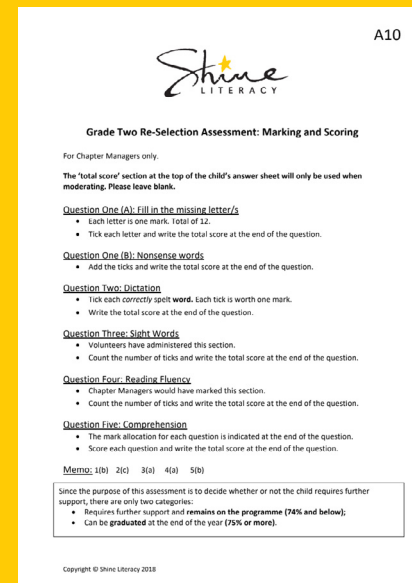 A10
Shine
LITERACY
Grade Two Re-Selection Assessment: Marking and Scoring
For Chapter Managers only.
The ‘total score’ section at the top of the child’s answer sheet will only be used when
moderating. Please leave blank.
Question One (A): Fill in the missing letter/s
• Each letter is one mark. Total of 12.
• Tick each letter and write the total score at the end of the question.
Question One (B): Nonsense words
• Add the ticks and write the total score at the end of the question.
Question Two: Dictation
• Tick each correctly spelt word. Each tick is worth one mark.
• Write the total score at the end of the question.
Question Three: Sight Words
• Volunteers have administered this section.
• Count the number of ticks and write the total score at the end of the question.
Question Four: Reading Fluency
• Chapter Managers would have marked this section.
• Count the number of ticks and write the total score at the end of the question.
Question Five: Comprehension
• The mark allocation for each question is indicated at the end of the question.
• Score each question and write the total score at the end of the question.
Memo: 1(b) 2(c) 3(a) 4(a) 5(b)
Since the purpose of this assessment is to decide whether or not the child requires further
support, there are only two categories:
• Requires further support and remains on the programme (74% and below);
• Can be graduated at the end of the year (75% or more).
Copyright © Shine Literacy 2018